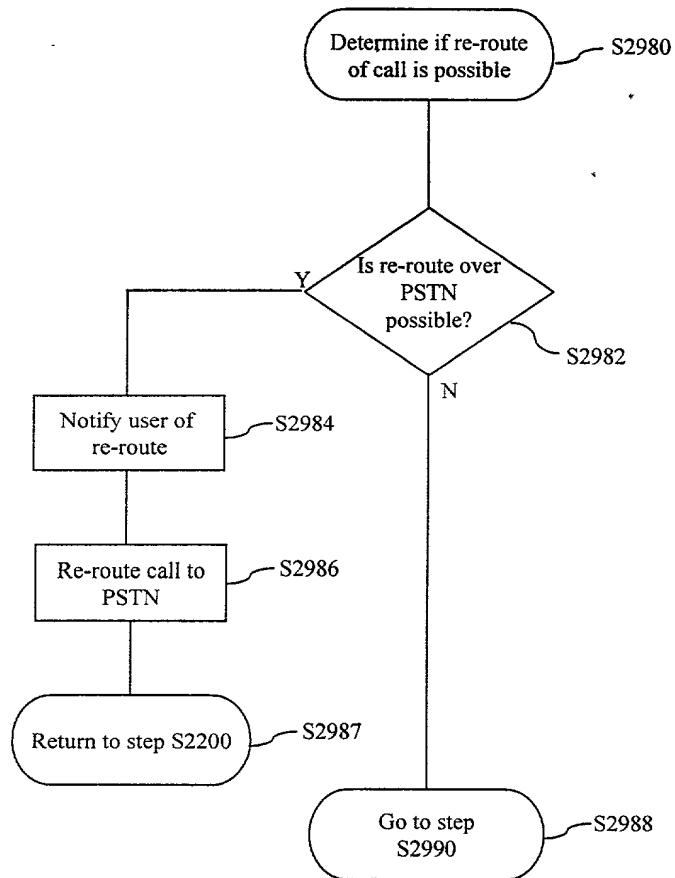 Determine if re-route
of call is possible
S2980
Is re-route over
PSTN
possible?
Y
S2982
N
Notify user of
re-route
S2984
Re-route call to
PSTN
S2986
Return to step S2200
S2987
Go to step
S2990
S2988